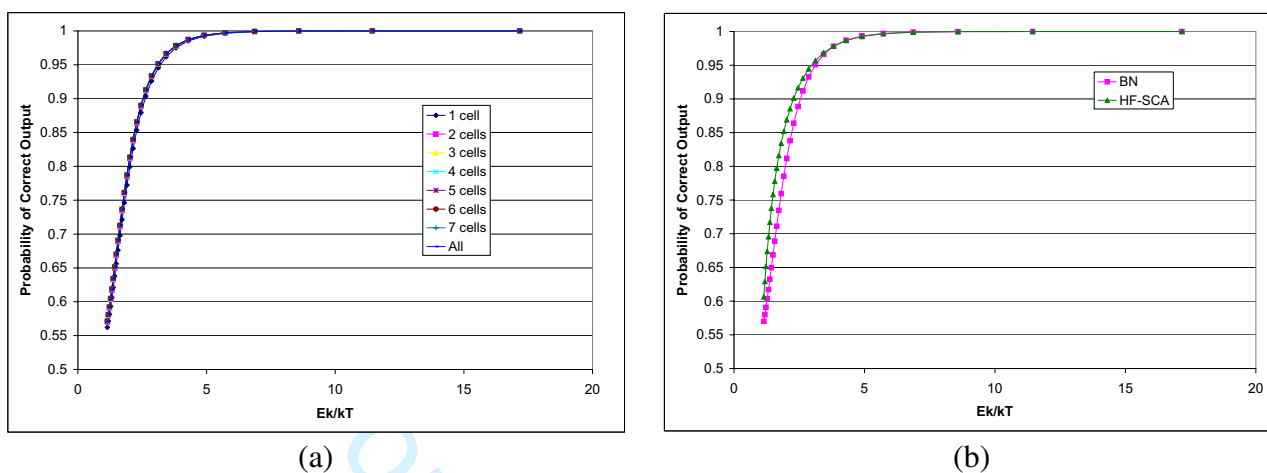 Probability of Correct Output
1
0.95
0.9
0.85
0.8
0.75
0.7
0.65
0.6
0.55
0.5
0
5
10
15
20
Ek/kT
1 cell
2 cells
3 cells
4 cells
5 cells
6 cells
7 cells
All
(a)
Probability of Correct Output
1
0.95
0.9
0.85
0.8
0.75
0.7
0.65
0.6
0.55
0.5
0
5
10
15
20
Ek/kT
BN
HF-SCA
(b)